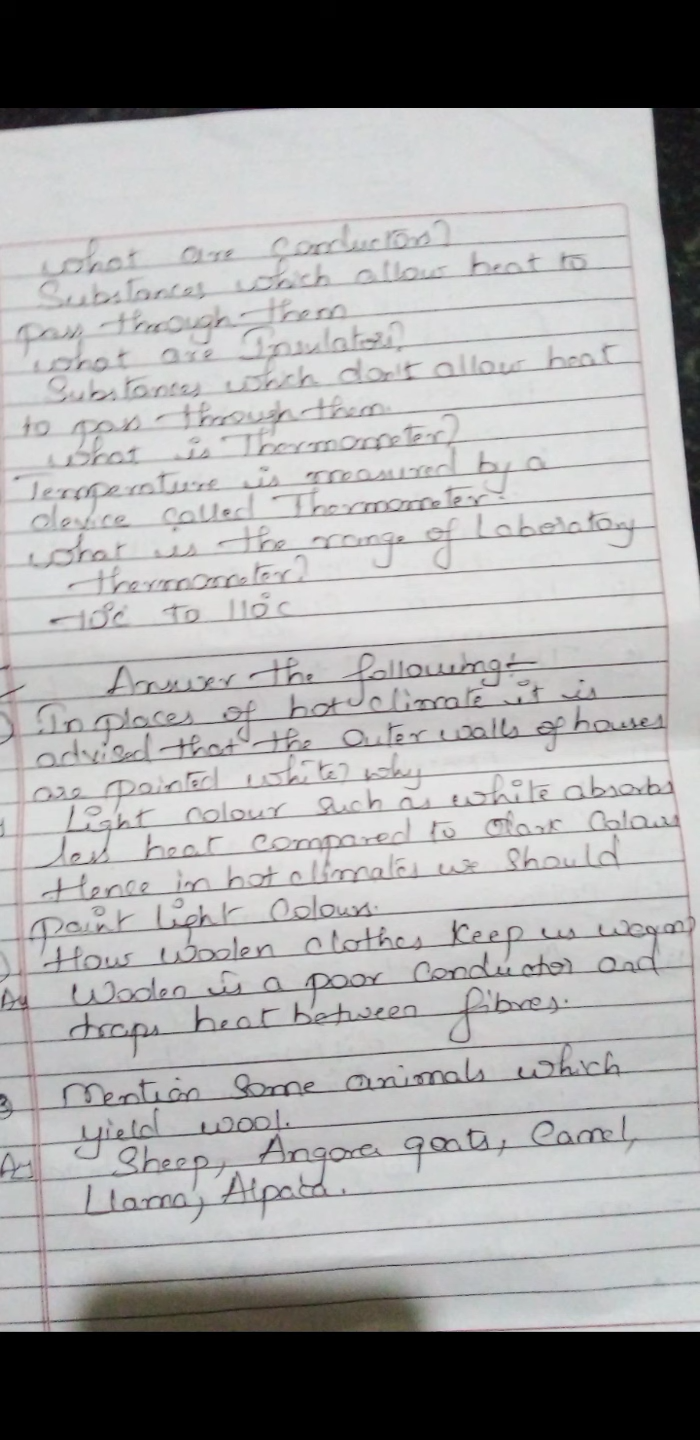 What are Conductors?
Substances which allow heat to
pass through them
What are Insulators?
Substances which don't allow heat
to pass through them.
What is Thermometer?
Temperature is measured by a
device called Thermometer.
What is the range of Laboratory
thermometer?
-10°C to 110°C
Answer the following:-
In places of hot climate it is
advised that the outer walls of houses
are painted white? why
Light colour such as white absorbs
less heat compared to dark Colour
Hence in hot climates we should
paint light Colour.
How Woolen clothes Keep us
Woolen is a poor Conductor and
traps heat between fibres.
3 Mention Some animals which
yield wool.
Sheep, Angora goats, Camel,
Llama, Alpaca.